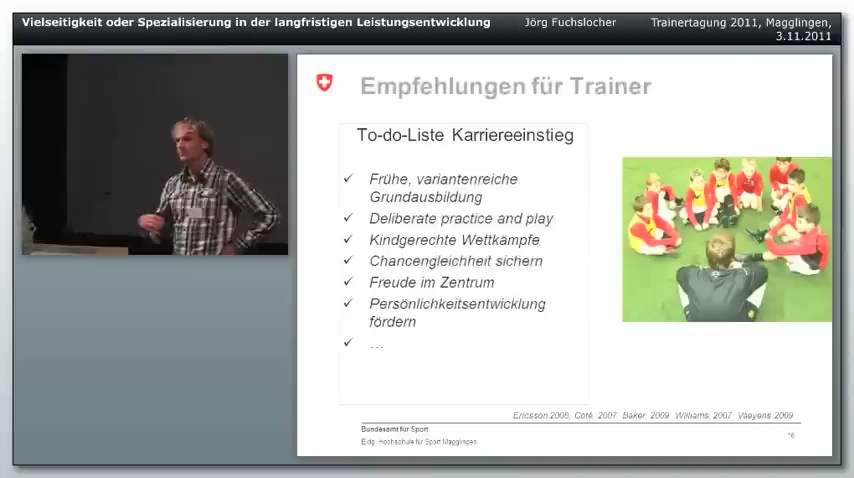 Vielseitigkeit oder Spezialisierung in der langfristigen Leistungsentwicklung
Jörg Fuchslocher
Trainertagung 2011, Magglingen,
3.11.2011
Empfehlungen für Trainer
To-do-Liste Karriereeinstieg
✓ Frühe, variantenreiche
Grundausbildung
✓ Deliberate practice and play
✓ Kindgerechte Wettkämpfe
✓ Chancengleichheit sichern
✓ Freude im Zentrum
✓ Persönlichkeitsentwicklung
fördern
✓ ...
Ericsson 2008, Coté, 2007, Baker, 2009 Williams, 2007 Vaeyens 2009
Bundesamt für Sport
Eidg. Hochschule für Sport Magglingen
16